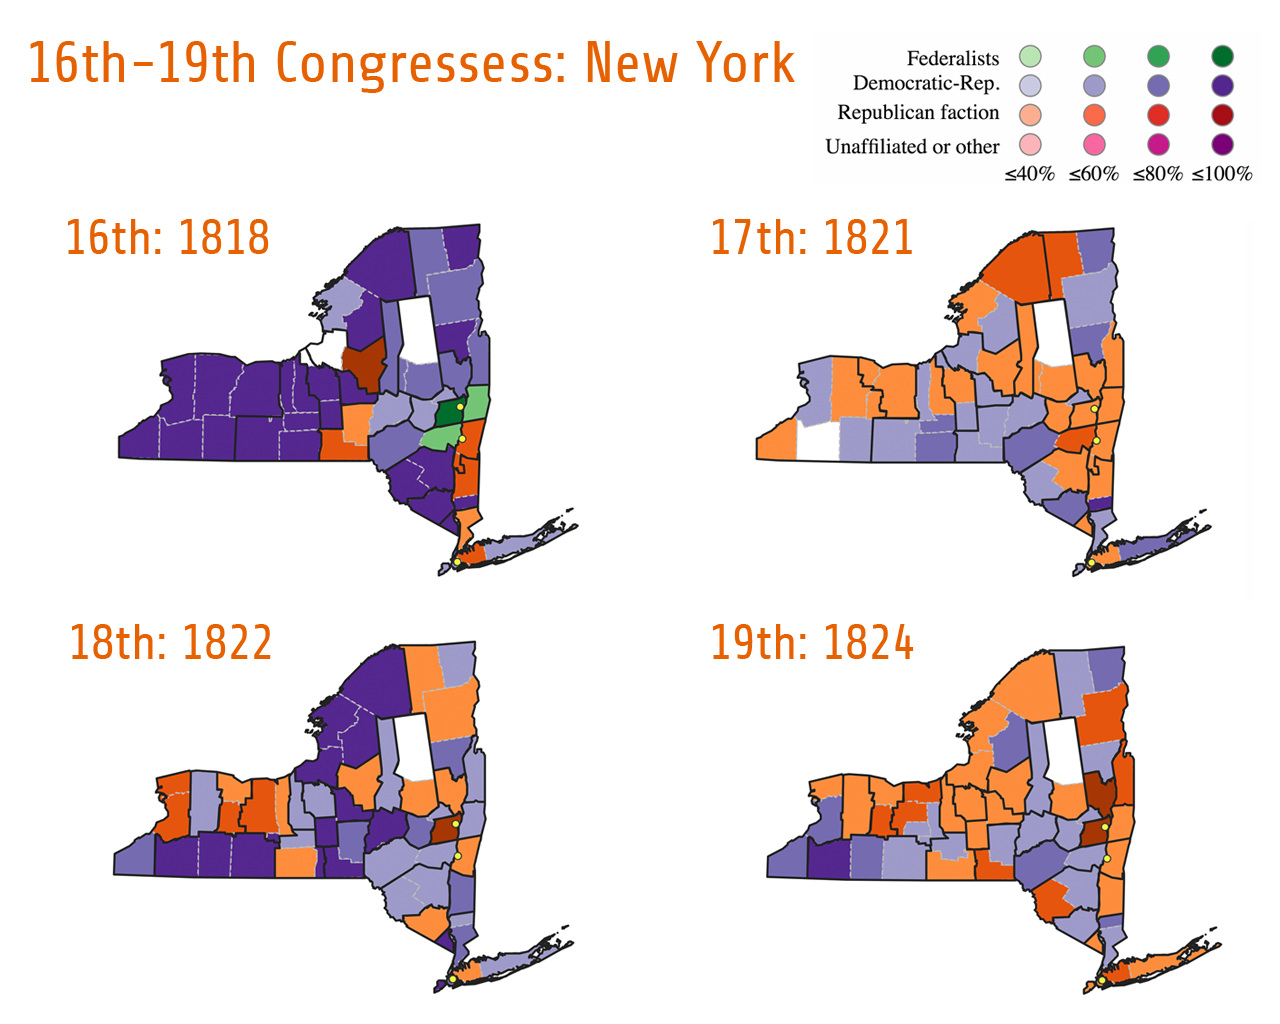 16th-19th Congressess: New York
Federalists
Democratic-Rep.
Republican faction
Unaffiliated or other
≤40% ≤60% ≤80% ≤100%
16th: 1818
17th: 1821
18th: 1822
19th: 1824